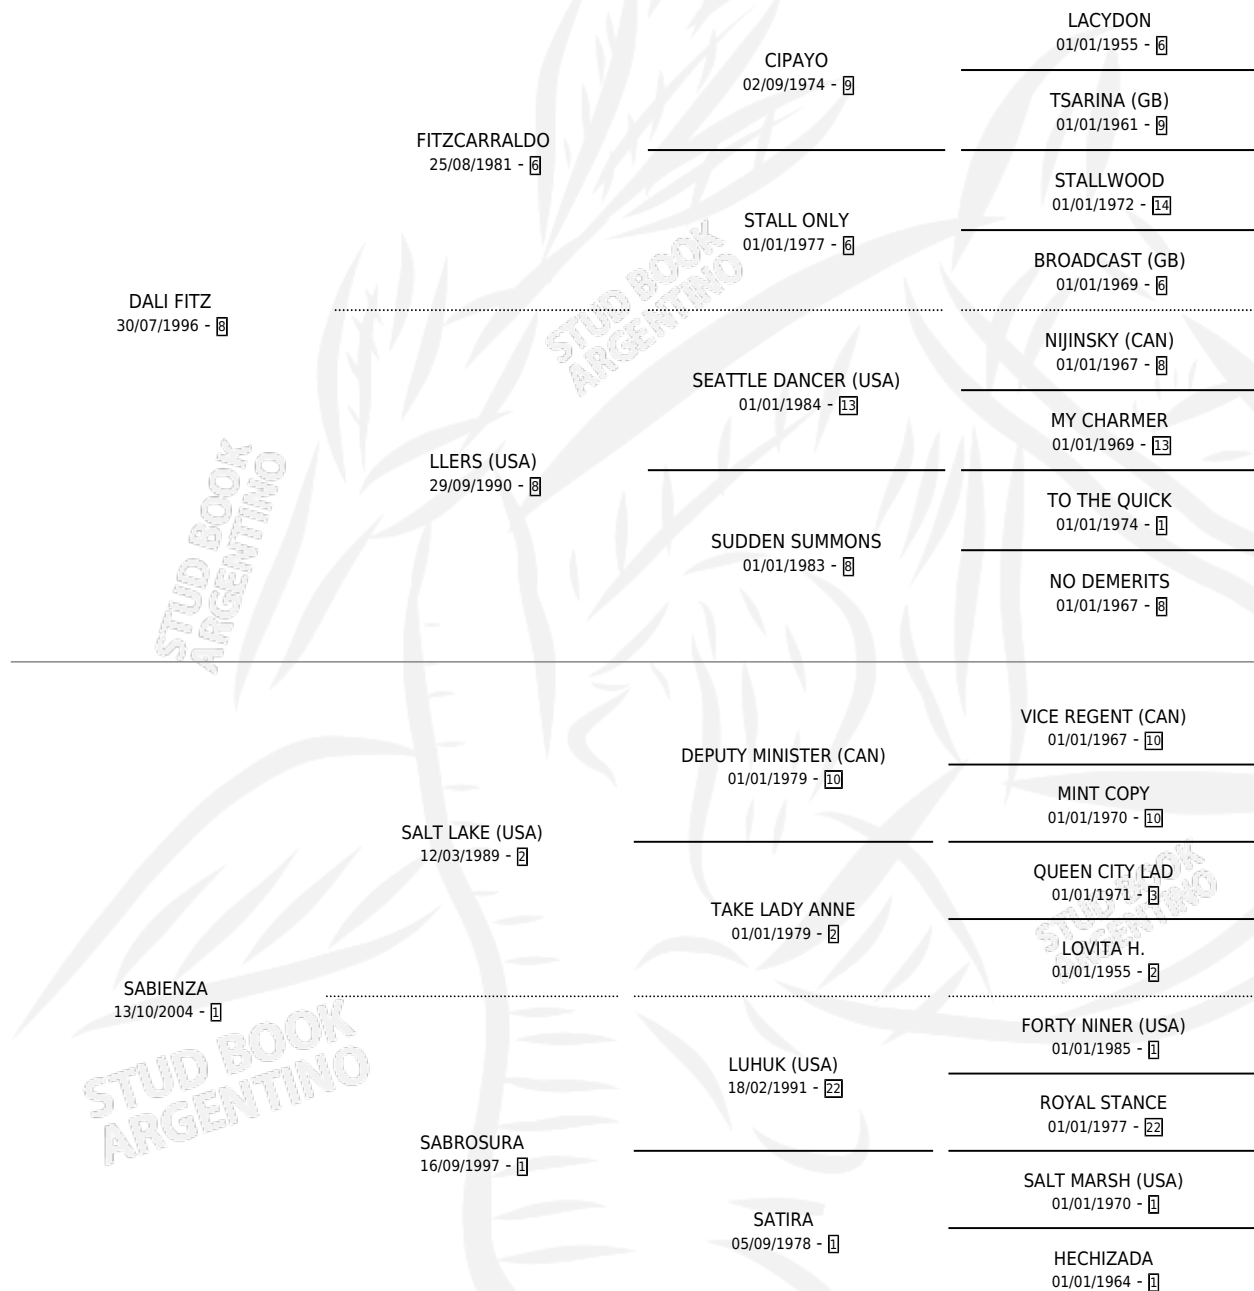 LACYDON
01/01/1955 - 6
CIPAYO
02/09/1974 - 9
TSARINA (GB)
01/01/1961 - 9
FITZCARRALDO
25/08/1981 - 6
STALLWOOD
01/01/1972 - 14
STALL ONLY
01/01/1977 - 6
BROADCAST (GB)
01/01/1969 - 6
DALI FITZ
30/07/1996 - 8
NIJINSKY (CAN)
01/01/1967 - 8
SEATTLE DANCER (USA)
01/01/1984 - 13
MY CHARMER
01/01/1969 - 13
LLERS (USA)
29/09/1990 - 8
TO THE QUICK
01/01/1974 - 1
SUDDEN SUMMONS
01/01/1983 - 8
NO DEMERITS
01/01/1967 - 8
VICE REGENT (CAN)
01/01/1967 - 10
DEPUTY MINISTER (CAN)
01/01/1979 - 10
MINT COPY
01/01/1970 - 10
SALT LAKE (USA)
12/03/1989 - 2
QUEEN CITY LAD
01/01/1971 - 3
TAKE LADY ANNE
01/01/1979 - 2
LOVITA H.
01/01/1955 - 2
SABIENZA
13/10/2004 - 1
FORTY NINER (USA)
01/01/1985 - 1
LUHUK (USA)
18/02/1991 - 22
ROYAL STANCE
01/01/1977 - 22
SABROSURA
16/09/1997 - 1
SALT MARSH (USA)
01/01/1970 - 1
SATIRA
05/09/1978 - 1
HECHIZADA
01/01/1964 - 1
STUD BOOK
ARGENTINO
STUD BOOK
ARGENTINO
STUD BOOK
ARGENTINO
STUD BOOK
ARGENTINO